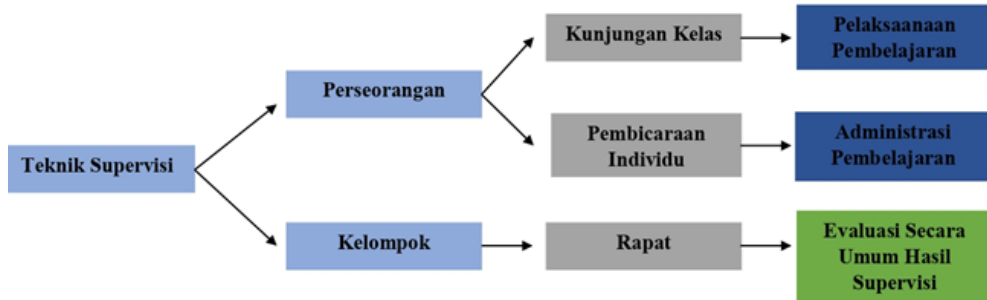 Teknik Supervisi
Perseorangan
Kelompok
Kunjungan Kelas
Pembicaraan
Individu
Rapat
Pelaksanaan
Pembelajaran
Administrasi
Pembelajaran
Evaluasi Secara
Umum Hasil
Supervisi